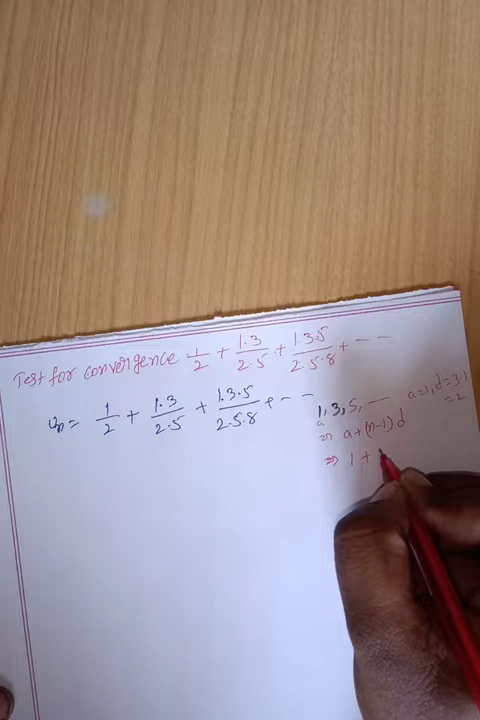 Test for convergence 1/2 + 1.3/2.5 + 1.3.5/2.5.8 + ---
un = 1/2 + 1.3/2.5 + 1.3.5/2.5.8 + --- 
1, 3, 5, --- a=1, d=3-1
a =2
⇒ a+(n-1)d
⇒ 1 +